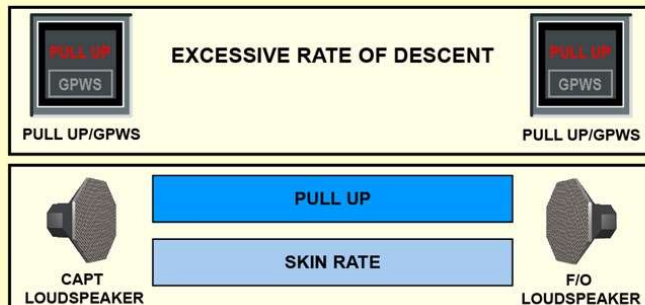 PULL UP
GPWS
PULL UP/GPWS
EXCESSIVE RATE OF DESCENT
PULL UP
GPWS
PULL UP/GPWS
CAPT
LOUDSPEAKER
PULL UP
SKIN RATE
F/O
LOUDSPEAKER